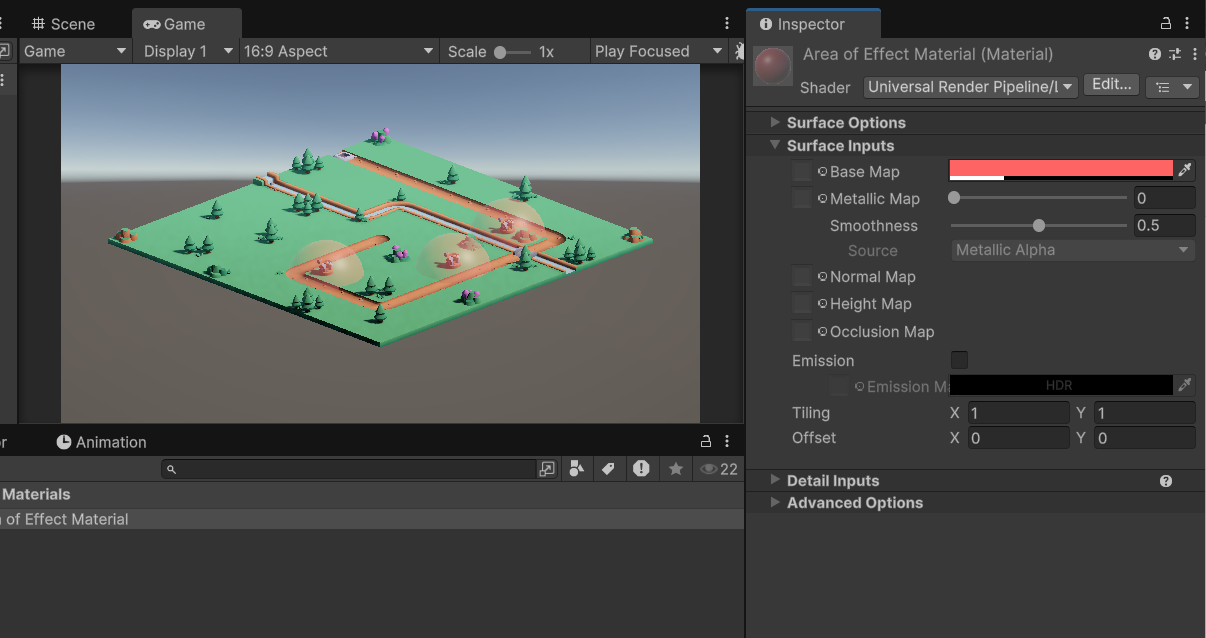 Scene
Game
Inspector
Game
Display 1
16:9 Aspect
Scale
1x
Play Focused
Area of Effect Material (Material)
Shader
Universal Render Pipeline/L
Edit...
Surface Options
Surface Inputs
Base Map
Metallic Map
0
Smoothness
0.5
Source
Metallic Alpha
Normal Map
Height Map
Occlusion Map
Emission
Emission Ma
HDR
Tiling
X 1
Y 1
Offset
X 0
Y 0
Detail Inputs
Advanced Options
r
Animation
22
Materials
of Effect Material